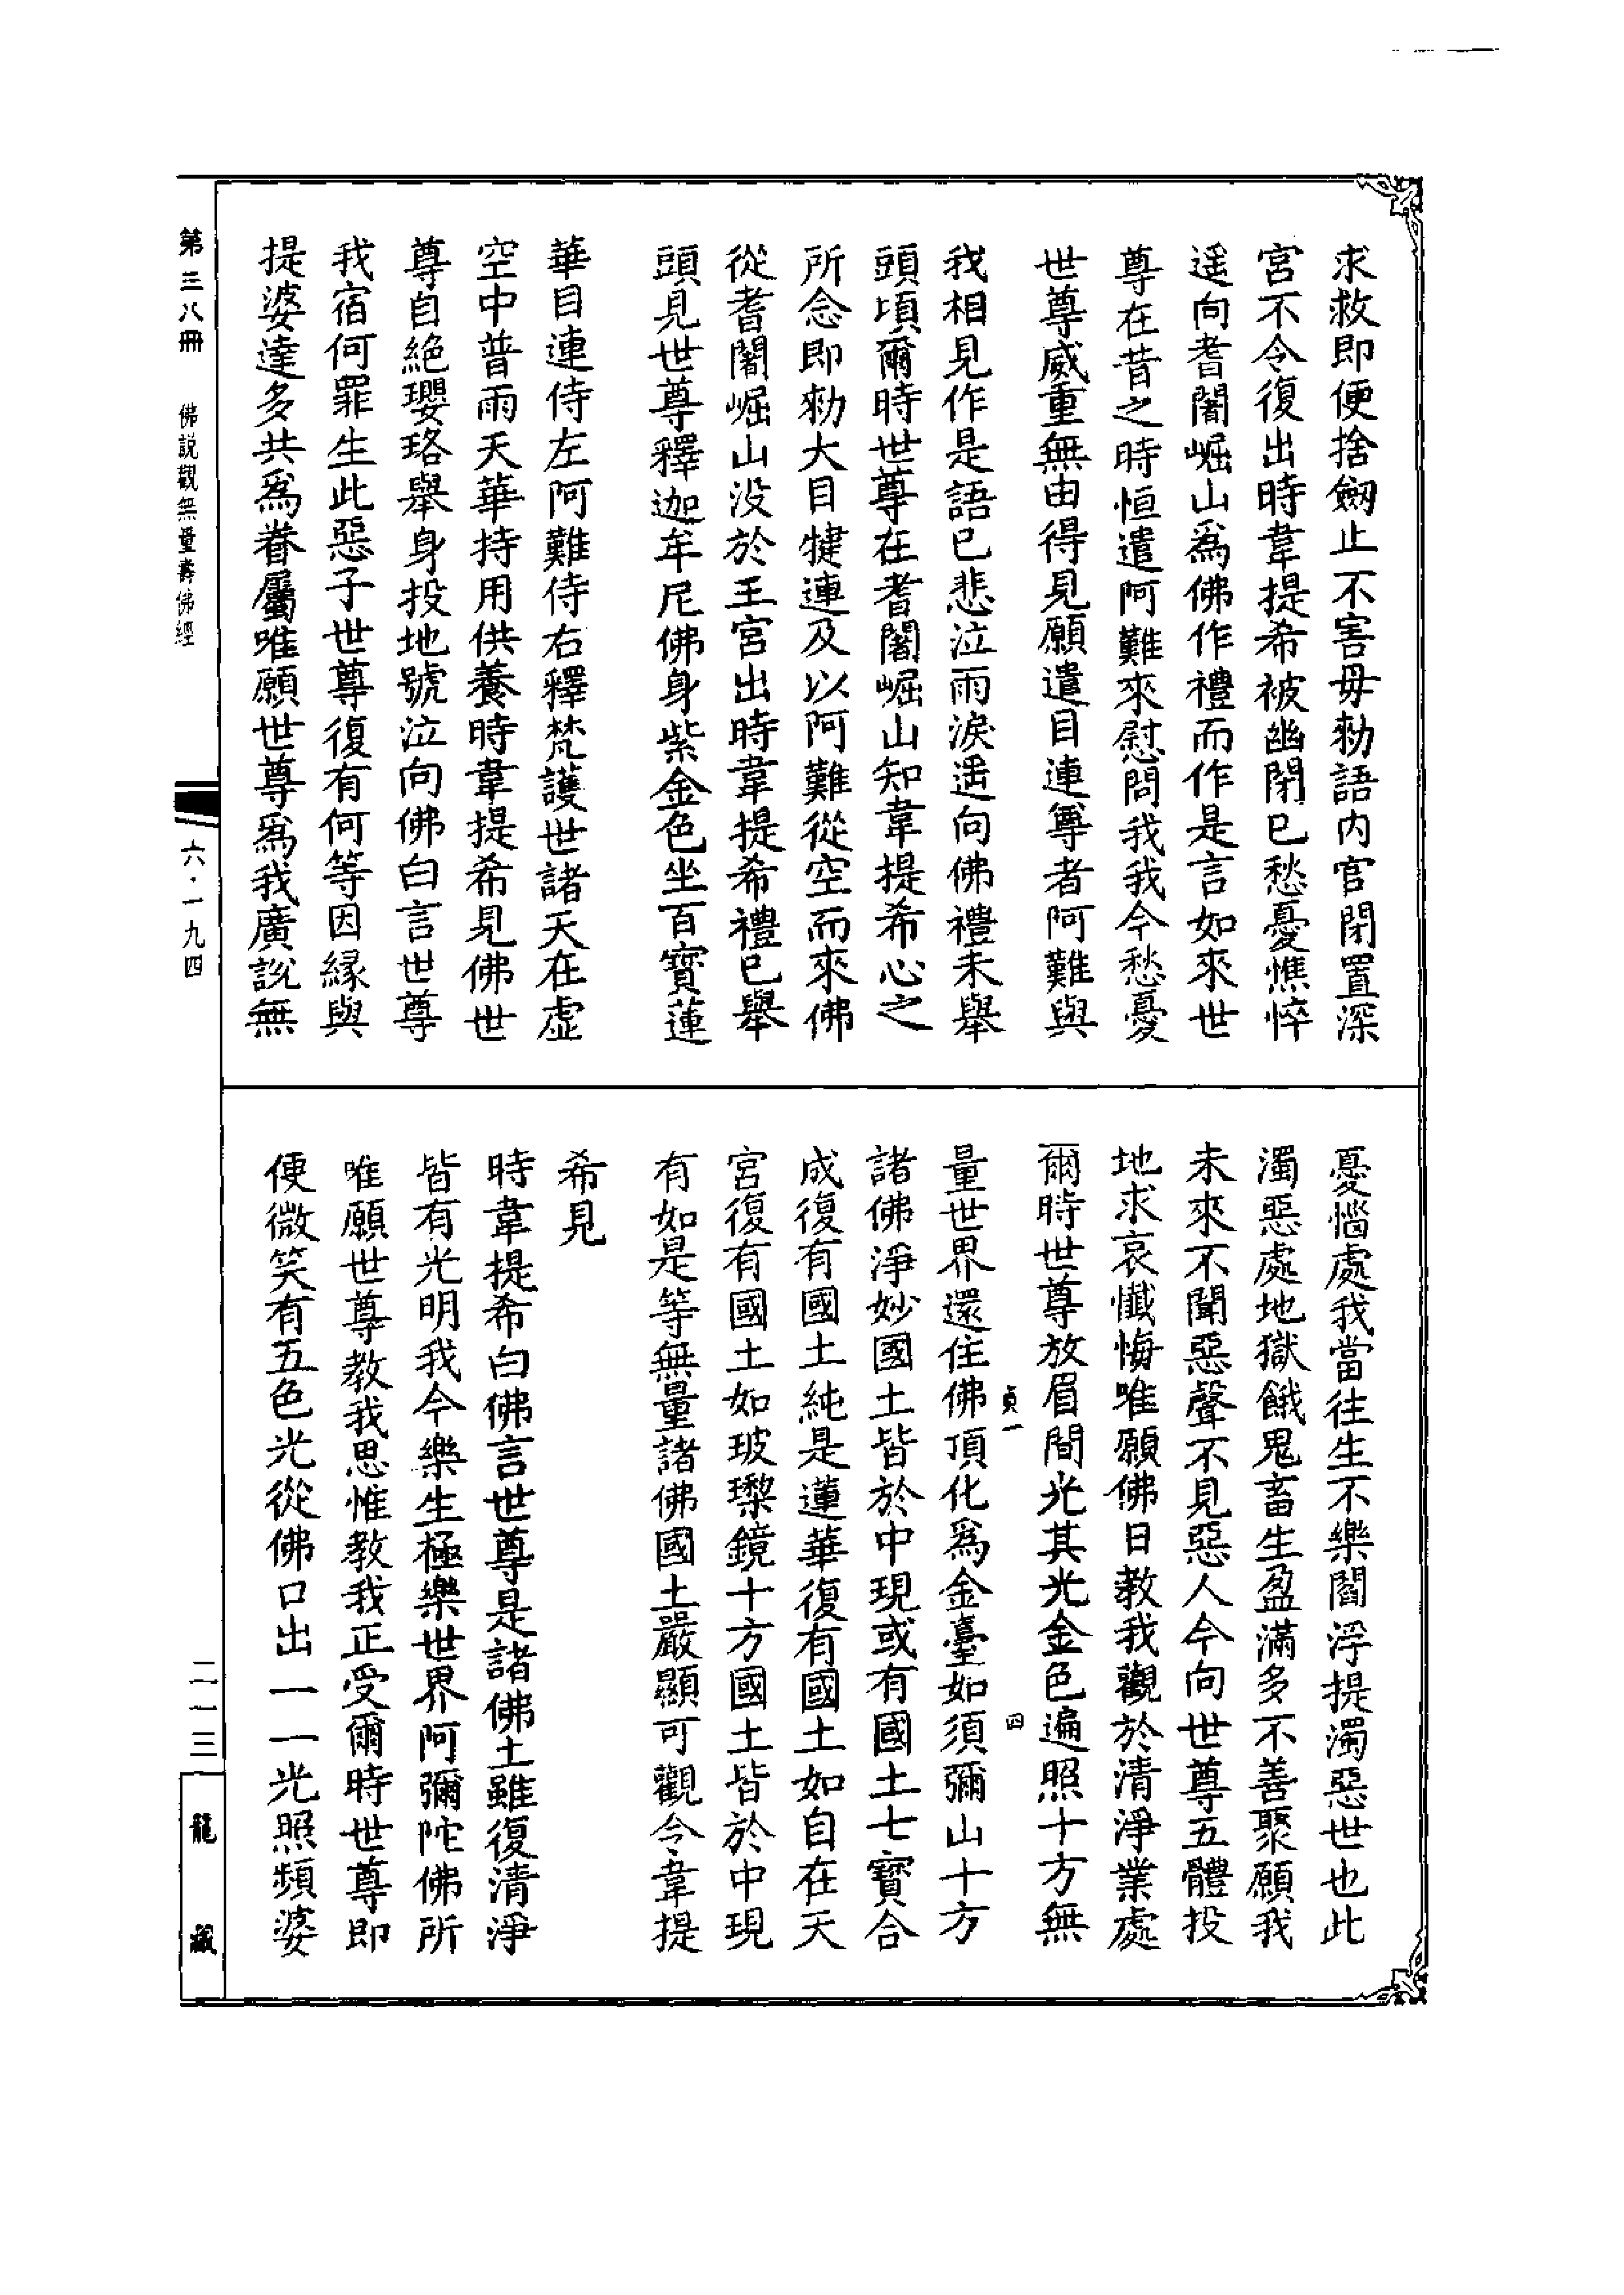 求救即便捨劒止不害毋勑語内官閉置深
宮不令復出時韋提希被幽閉已愁憂憔悴
遥向耆闍崛山爲佛作禮而作是言如來世
尊在昔之時恒遣阿難來慰問我我今愁憂
世尊威重無由得見願遣目連尊者阿難與
我相見作是語已悲泣雨淚遥向佛禮未舉
頭頃爾時世尊在耆闍崛山知韋提希心之
所念即勑大目犍連及以阿難從空而來佛
從耆闍崛山没於王宮出時韋提希禮已舉
頭見世尊釋迦牟尼佛身紫金色坐百寶蓮
華目連侍左阿難侍右釋梵護世諸天在虚
空中普雨天華持用供養時韋提希見佛世
尊自絶瓔珞舉身投地號泣向佛白言世尊
我宿何罪生此惡子世尊復有何等因縁與
提婆達多共爲眷屬唯願世尊爲我廣説無
憂惱處我當往生不樂閻浮提濁惡世也此
濁惡處地獄餓鬼畜生盈滿多不善聚願我
未來不聞惡聲不見惡人今向世尊五體投
地求哀懺悔唯願佛日教我觀於清淨業處
爾時世尊放眉間光其光金色遍照十方無
貞一 四
量世界還住佛頂化爲金臺如須彌山十方
諸佛淨妙國土皆於中現或有國土七寶合
成復有國土純是蓮華復有國土如自在天
宮復有國土如玻瓈鏡十方國土皆於中現
有如是等無量諸佛國土嚴顯可觀令韋提
希見
時韋提希白佛言世尊是諸佛土雖復清淨
皆有光明我今樂生極樂世界阿彌陀佛所
唯願世尊教我思惟教我正受爾時世尊即
便微笑有五色光從佛口出一一光照頻婆
第三八冊 佛説觀無量壽佛經
六·一九四
二一三
龍藏